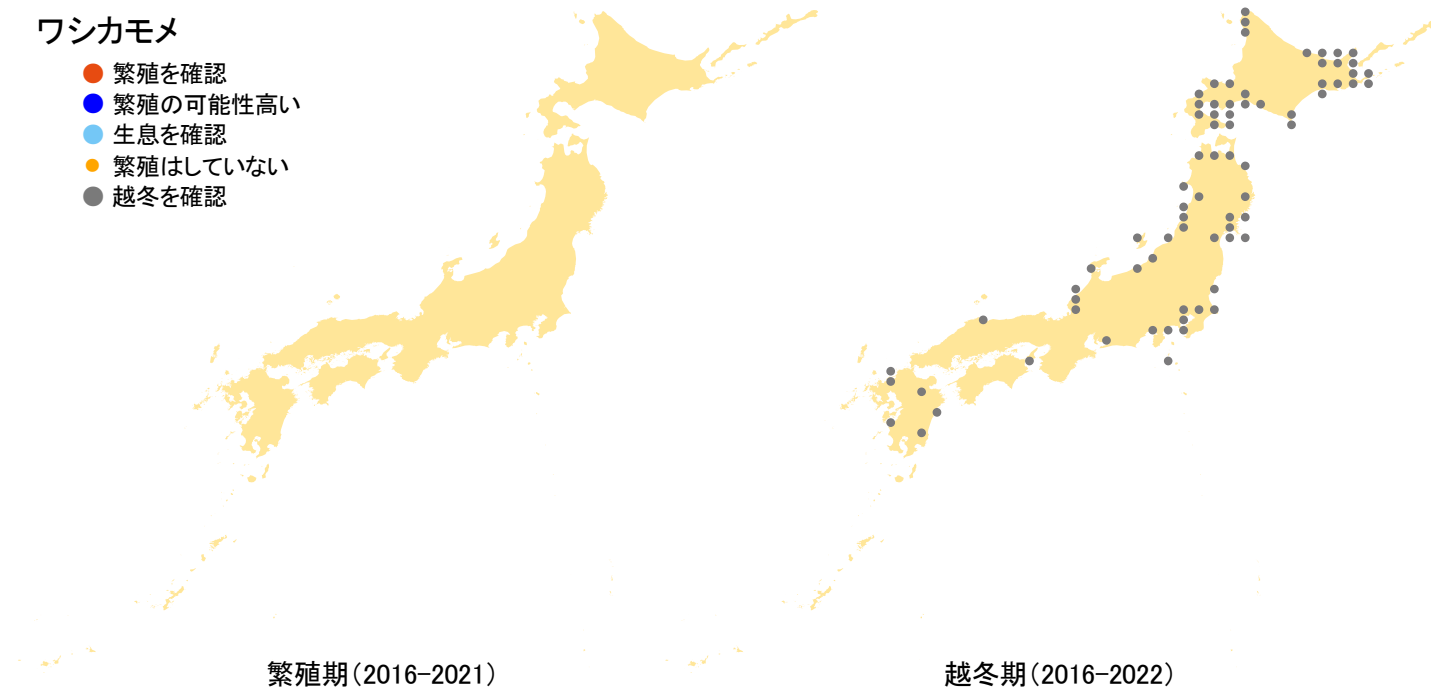 ワシカモメ
繁殖を確認
繁殖の可能性高い
生息を確認
繁殖はしていない
越冬を確認
繁殖期(2016-2021)
越冬期(2016-2022)